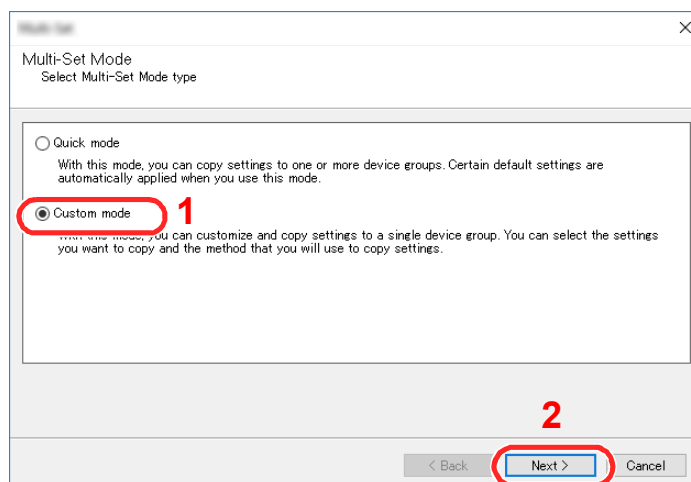 Multi-Set Mode
Select Multi-Set Mode type
Quick mode
With this mode, you can copy settings to one or more device groups. Certain default settings are
automatically applied when you use this mode.
Custom mode
1
With this mode, you can customize and copy settings to a single device group. You can select the settings
you want to copy and the method that you will use to copy settings.
2
< Back
Next >
Cancel